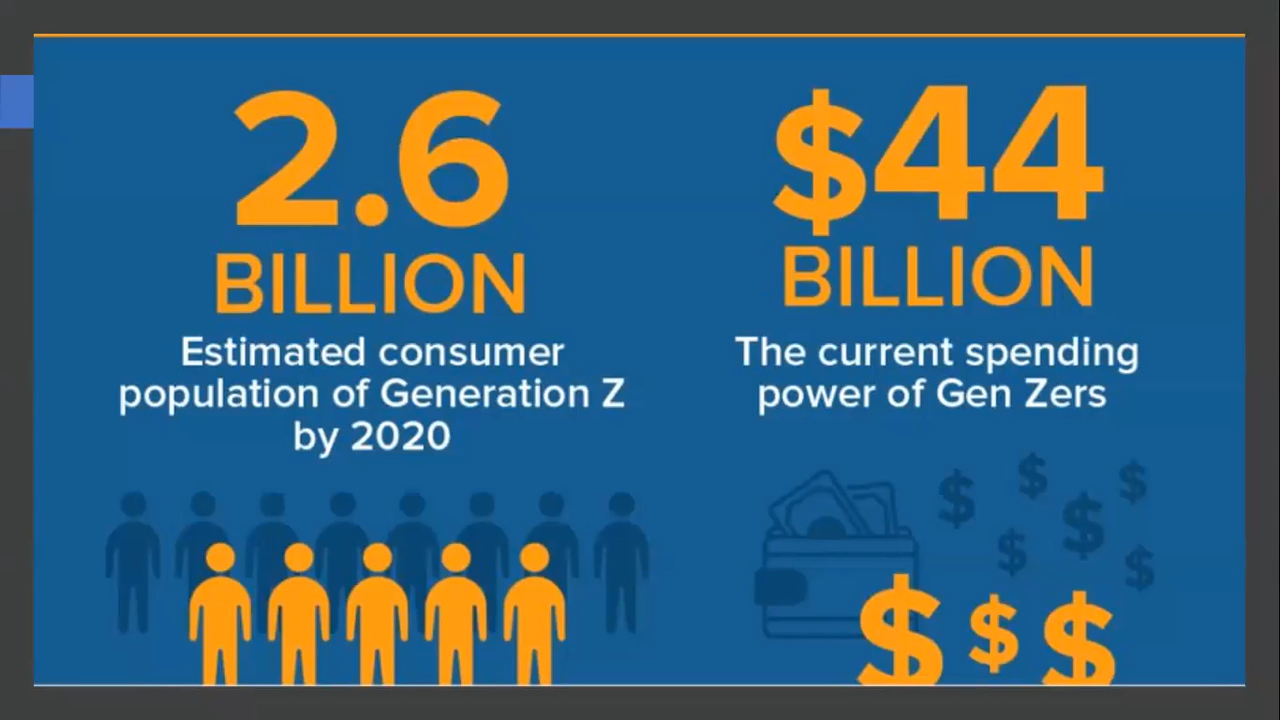 2.6
BILLION
Estimated consumer
population of Generation Z
by 2020
$44
BILLION
The current spending
power of Gen Zers
$ $ $ $ $ $
$ $ $